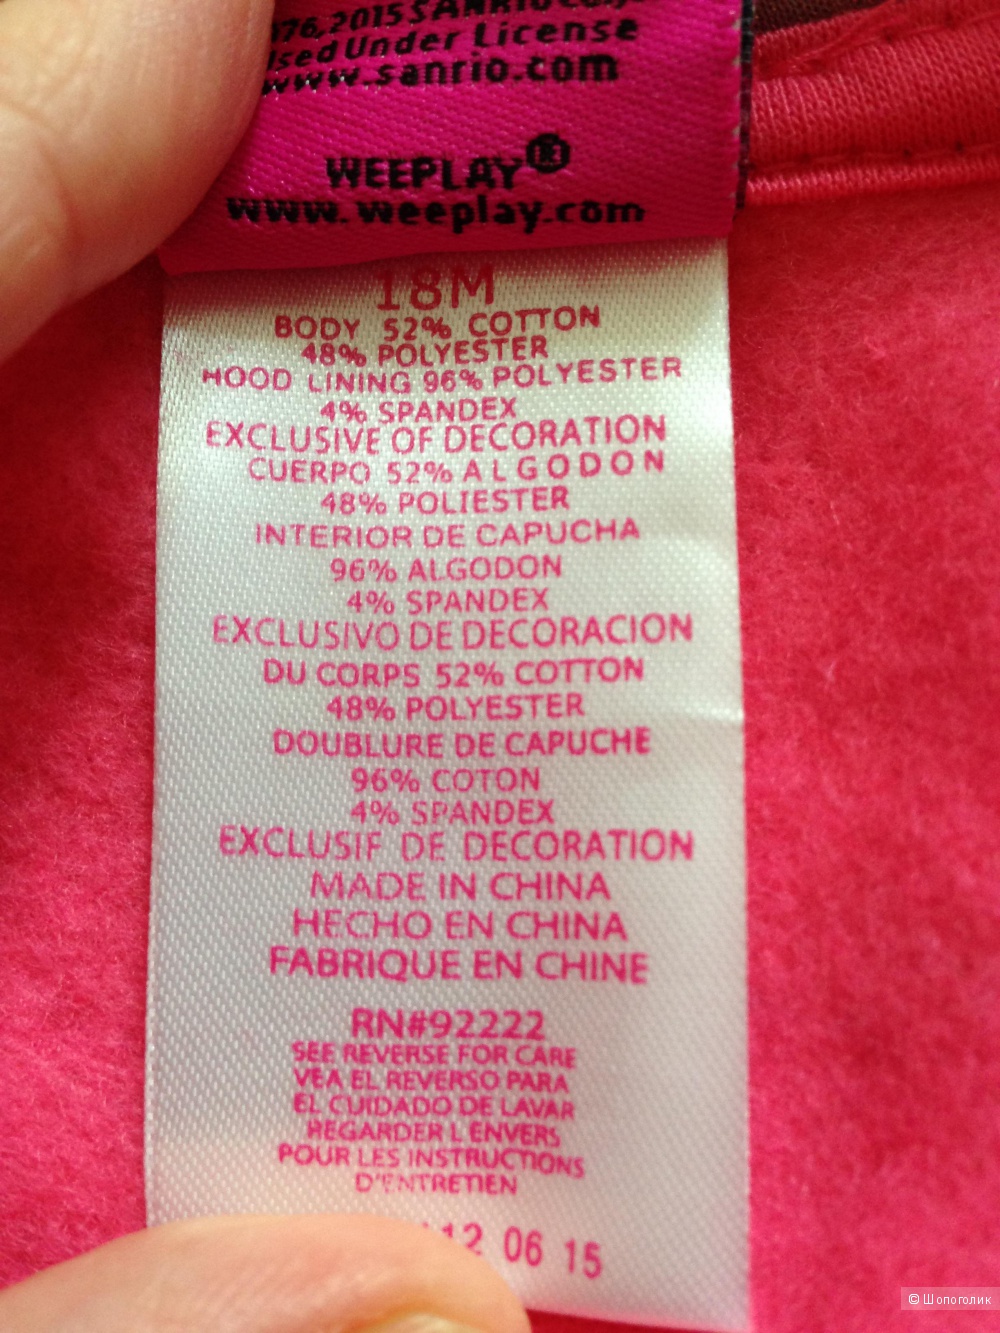 2015 SANRIO
Under License
www.sanrio.com
WEEPLAY®
www.weeplay.com
18M
BODY 52% COTTON
48% POLYESTER
HOOD LINING 96% POLYESTER
4% SPANDEX
EXCLUSIVE OF DECORATION
CUERPO 52% ALGODON
48% POLIESTER
INTERIOR DE CAPUCHA
96% ALGODON
4% SPANDEX
EXCLUSIVO DE DECORACION
DU CORPS 52% COTTON
48% POLYESTER
DOUBLURE DE CAPUCHE
96% COTON
4% SPANDEX
EXCLUSIF DE DECORATION
MADE IN CHINA
HECHO EN CHINA
FABRIQUE EN CHINE
RN#92222
SEE REVERSE FOR CARE
VEA EL REVERSO PARA
EL CUIDADO DE LAVAR
REGARDER L ENVERS
POUR LES INSTRUCTIONS
D'ENTRETIEN
12 06 15
© Шопоголик